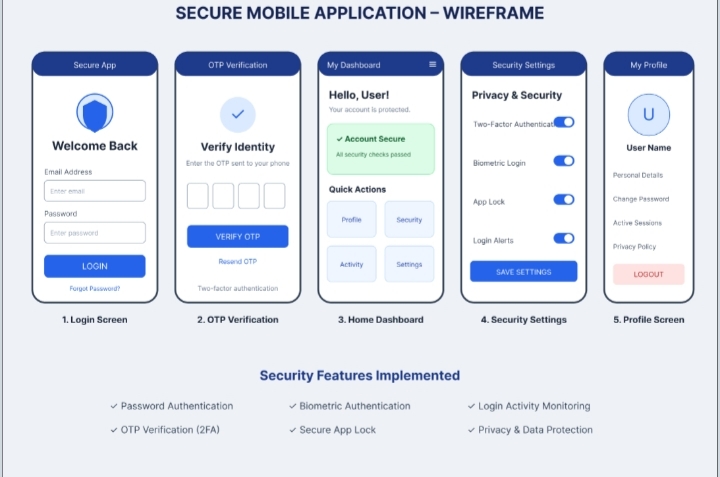 SECURE MOBILE APPLICATION – WIREFRAME
Secure App
Welcome Back
Email Address
Enter email
Password
Enter password
LOGIN
Forgot Password?
1. Login Screen
OTP Verification
Verify Identity
Enter the OTP sent to your phone
VERIFY OTP
Resend OTP
Two-factor authentication
2. OTP Verification
My Dashboard
Hello, User!
Your account is protected.
✓ Account Secure
All security checks passed
Quick Actions
Profile
Security
Activity
Settings
3. Home Dashboard
Security Settings
Privacy & Security
Two-Factor Authenticat
Biometric Login
App Lock
Login Alerts
SAVE SETTINGS
4. Security Settings
My Profile
U
User Name
Personal Details
Change Password
Active Sessions
Privacy Policy
LOGOUT
5. Profile Screen
Security Features Implemented
✓ Password Authentication
✓ Biometric Authentication
✓ Login Activity Monitoring
✓ OTP Verification (2FA)
✓ Secure App Lock
✓ Privacy & Data Protection